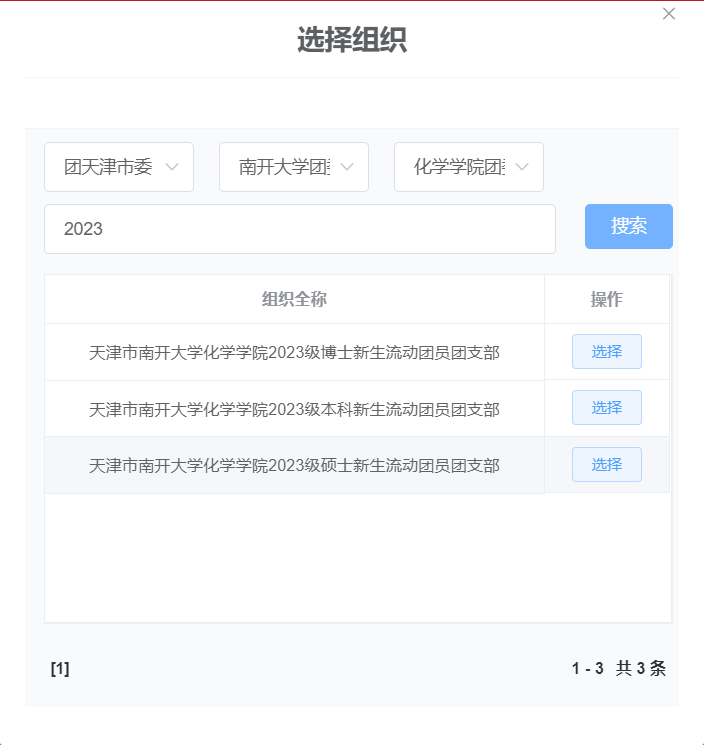 选择组织
团天津市委 南开大学团 化学学院团
2023 搜索
组织全称 操作
天津市南开大学化学学院2023级博士新生流动团员团支部 选择
天津市南开大学化学学院2023级本科新生流动团员团支部 选择
天津市南开大学化学学院2023级硕士新生流动团员团支部 选择
[1] 1 - 3 共 3 条